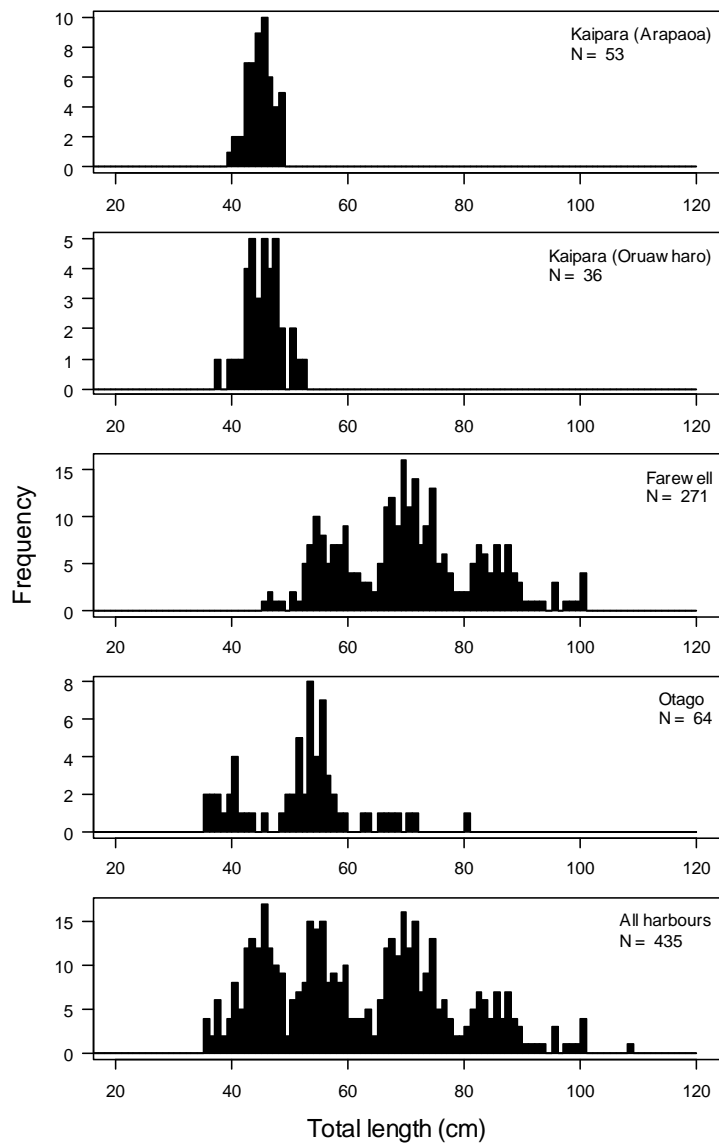 10
8
6
4
2
0
Kaipara (Arapaoa)
N = 53
20 40 60 80 100 120
5
4
3
2
1
0
Kaipara (Oruaw haro)
N = 36
20 40 60 80 100 120
15
10
5
0
Farew ell
N = 271
20 40 60 80 100 120
Frequency
8
6
4
2
0
Otago
N = 64
20 40 60 80 100 120
15
10
5
0
All harbours
N = 435
20 40 60 80 100 120
Total length (cm)